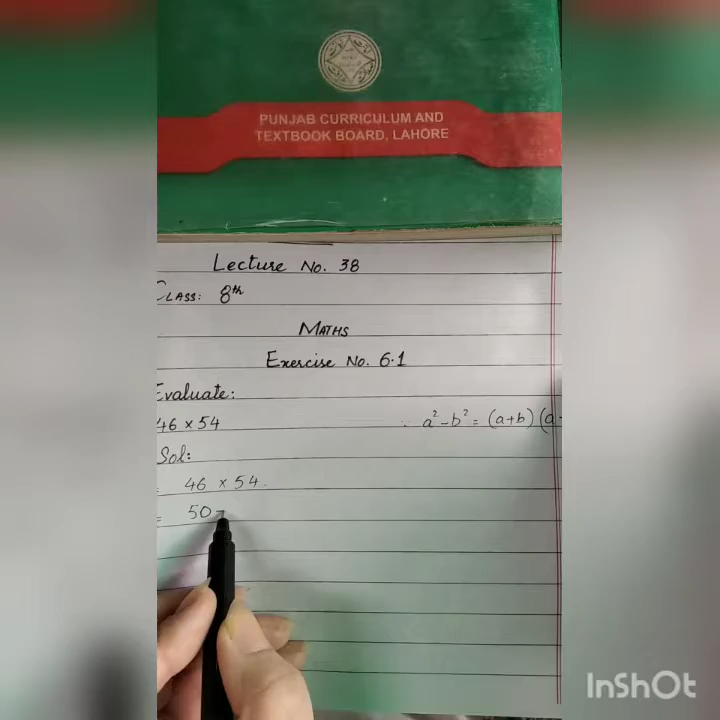 PUNJAB CURRICULUM AND
TEXTBOOK BOARD, LAHORE
Lecture No. 38
CLASS: 8th
MATHS
Exercise No. 6.1
Evaluate:
46 × 54
∵ a² - b² = (a+b) (a-
Sol:
= 46 × 54
= 50 -
InShOt